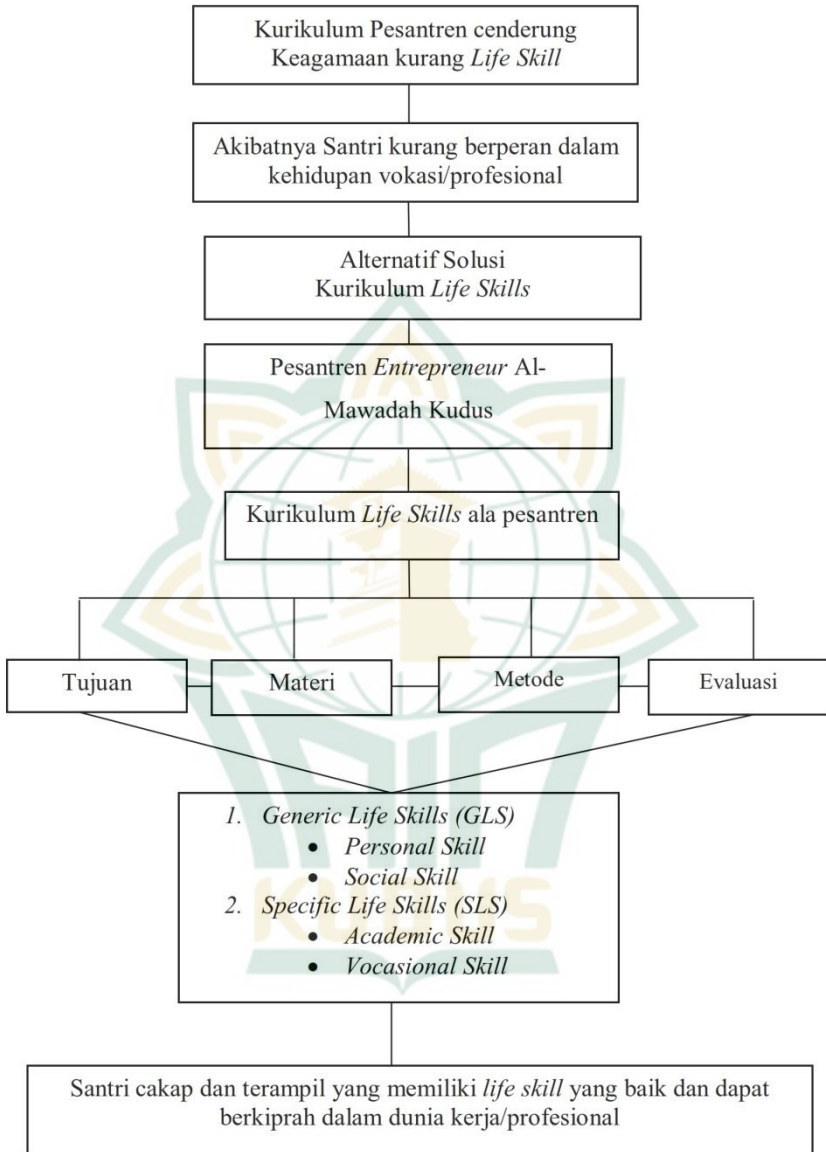 Kurikulum Pesantren cenderung
Keagamaan kurang Life Skill
Akibatnya Santri kurang berperan dalam
kehidupan vokasi/profesional
Alternatif Solusi
Kurikulum Life Skills
Pesantren Entrepreneur Al-
Mawadah Kudus
Kurikulum Life Skills ala pesantren
Tujuan
Materi
Metode
Evaluasi
1. Generic Life Skills (GLS)
• Personal Skill
• Social Skill
2. Specific Life Skills (SLS)
• Academic Skill
• Vocasional Skill
KUDUS
Santri cakap dan terampil yang memiliki life skill yang baik dan dapat
berkiprah dalam dunia kerja/profesional